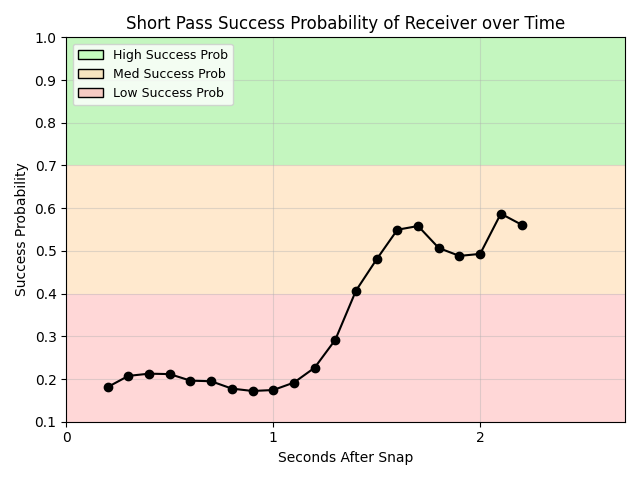 Short Pass Success Probability of Receiver over Time
1.0
High Success Prob
Med Success Prob
0.9
Low Success Prob
0.8
0.7
0.6
0.5
0.4
0.3
0.2
0.1
Success Probability
0 1 2
Seconds After Snap